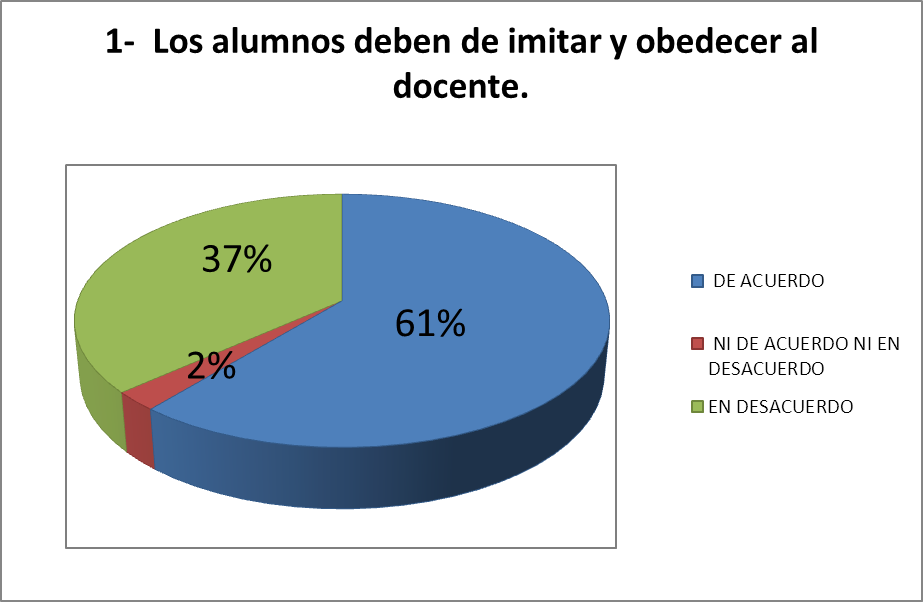 1-  Los alumnos deben de imitar y obedecer al
docente.
37%
61%
2%
DE ACUERDO
NI DE ACUERDO NI EN
DESACUERDO
EN DESACUERDO